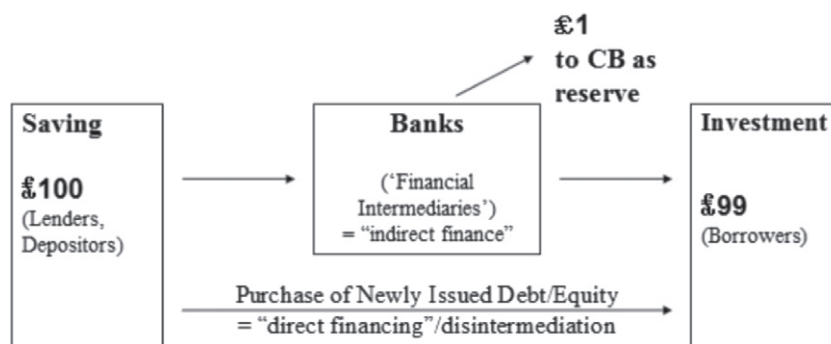 £1
to CB as
reserve
Saving
£100
(Lenders,
Depositors)
Banks
(‘Financial
Intermediaries’)
= “indirect finance”
Investment
£99
(Borrowers)
Purchase of Newly Issued Debt/Equity
= “direct financing”/disintermediation